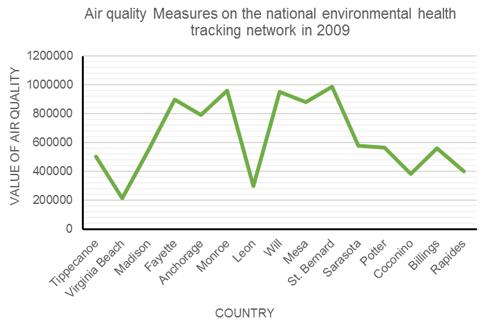 Air quality Measures on the national environmental health
tracking network in 2009
VALUE OF AIR QUALITY
1200000
1000000
800000
600000
400000
200000
0
Tippecanoe
Virginia Beach
Madison
Fayette
Anchorage
Monroe
Leon
Will
Mesa
St. Bernard
Sarasota
Potter
Coconino
Billings
Rapides
COUNTRY